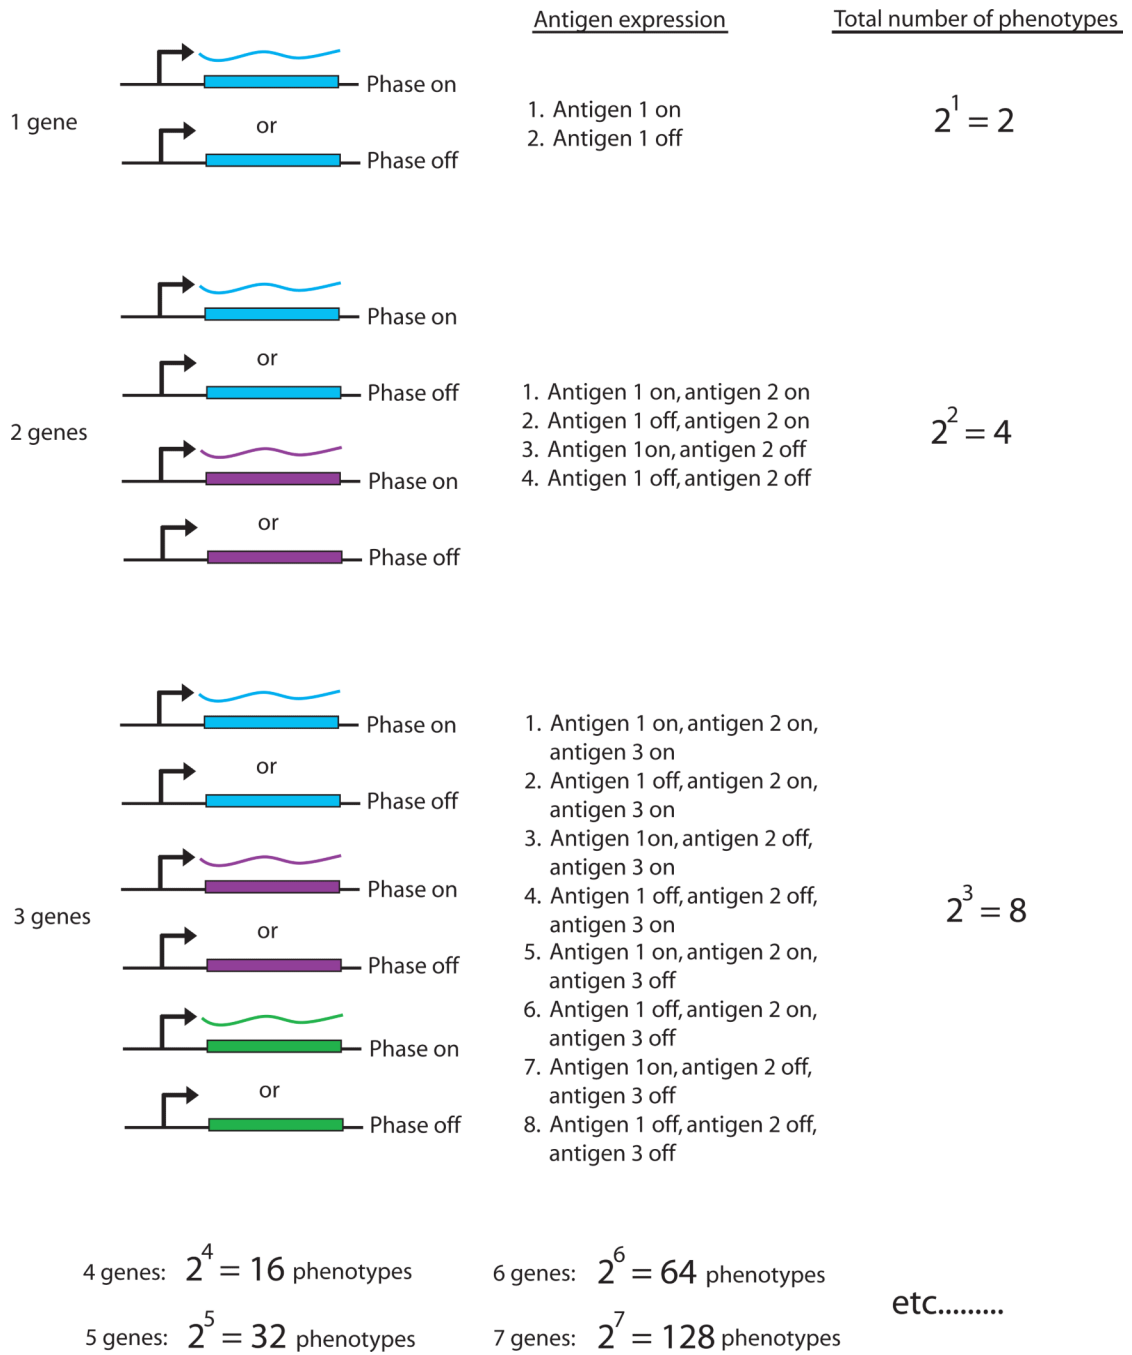 Antigen expression
Total number of phenotypes
1 gene
Phase on
or
Phase off
1. Antigen 1 on
2. Antigen 1 off
2^1 = 2
2 genes
Phase on
or
Phase off
Phase on
or
Phase off
1. Antigen 1 on, antigen 2 on
2. Antigen 1 off, antigen 2 on
3. Antigen 1on, antigen 2 off
4. Antigen 1 off, antigen 2 off
2^2 = 4
3 genes
Phase on
or
Phase off
Phase on
or
Phase off
Phase on
or
Phase off
1. Antigen 1 on, antigen 2 on,
antigen 3 on
2. Antigen 1 off, antigen 2 on,
antigen 3 on
3. Antigen 1on, antigen 2 off,
antigen 3 on
4. Antigen 1 off, antigen 2 off,
antigen 3 on
5. Antigen 1 on, antigen 2 on,
antigen 3 off
6. Antigen 1 off, antigen 2 on,
antigen 3 off
7. Antigen 1on, antigen 2 off,
antigen 3 off
8. Antigen 1 off, antigen 2 off,
antigen 3 off
2^3 = 8
4 genes: 2^4 = 16 phenotypes
5 genes: 2^5 = 32 phenotypes
6 genes: 2^6 = 64 phenotypes
7 genes: 2^7 = 128 phenotypes
etc.........